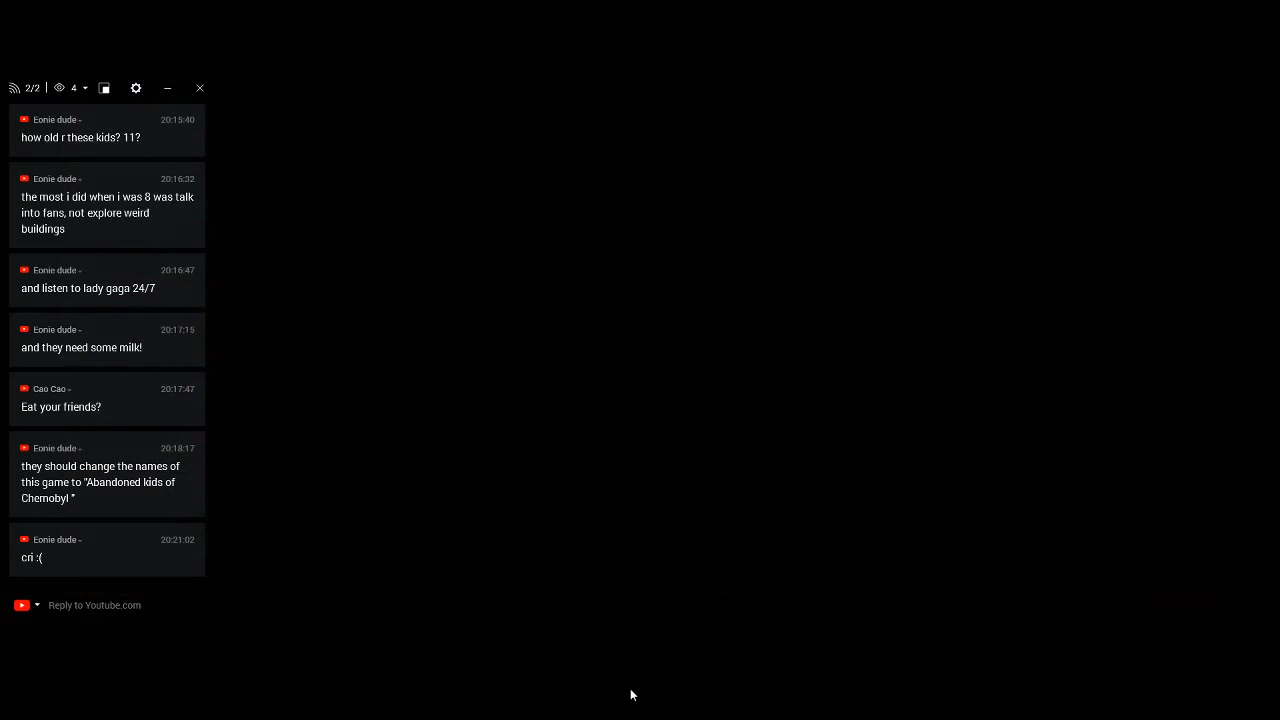 2/2 4
Eonie dude 20:15:40
how old r these kids? 11?
Eonie dude 20:16:32
the most i did when i was 8 was talk
into fans, not explore weird
buildings
Eonie dude 20:16:47
and listen to lady gaga 24/7
Eonie dude 20:17:15
and they need some milk!
Cao Cao 20:17:47
Eat your friends?
Eonie dude 20:18:17
they should change the names of
this game to "Abandoned kids of
Chernobyl "
Eonie dude 20:21:02
cri :(
Reply to Youtube.com